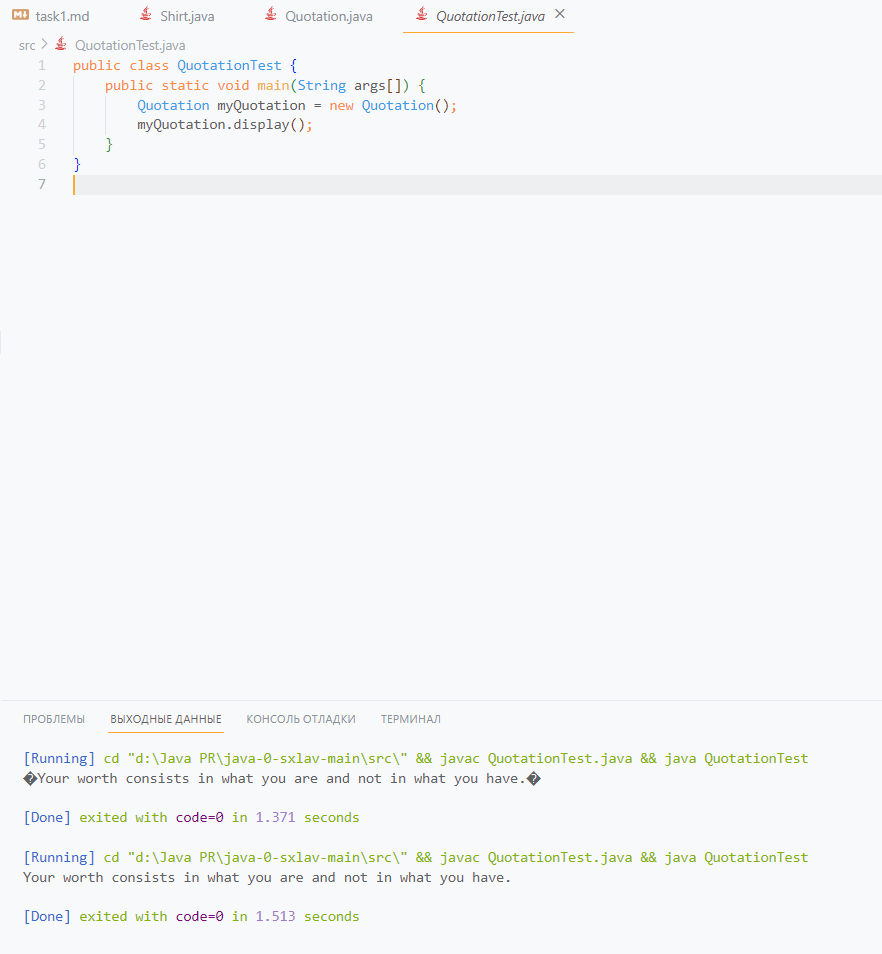 task1.md Shirt.java Quotation.java QuotationTest.java
src > QuotationTest.java
1 public class QuotationTest {
2     public static void main(String args[]) {
3         Quotation myQuotation = new Quotation();
4         myQuotation.display();
5     }
6 }
7
ПРОБЛЕМЫ ВЫХОДНЫЕ ДАННЫЕ КОНСОЛЬ ОТЛАДКИ ТЕРМИНАЛ
[Running] cd "d:\Java PR\java-0-sxlav-main\src\" && javac QuotationTest.java && java QuotationTest
�Your worth consists in what you are and not in what you have.�
[Done] exited with code=0 in 1.371 seconds
[Running] cd "d:\Java PR\java-0-sxlav-main\src\" && javac QuotationTest.java && java QuotationTest
Your worth consists in what you are and not in what you have.
[Done] exited with code=0 in 1.513 seconds